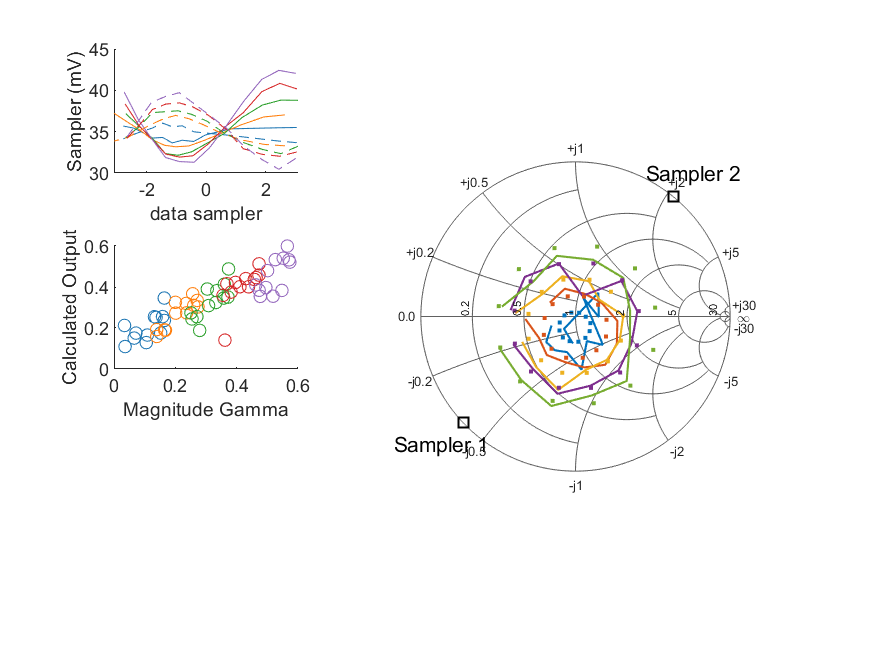 45
40
35
30
Sampler (mV)
-2
0
2
data sampler
0.6
0.4
0.2
0
Calculated Output
0
0.2
0.4
0.6
Magnitude Gamma
+j1
Sampler 2
+j2
+j0.5
+j0.2
+j5
0.0
0.2
0.5
1
2
5
30
+j30
∞
-j30
-j0.2
-j5
Sampler 1
-j0.5
-j2
-j1